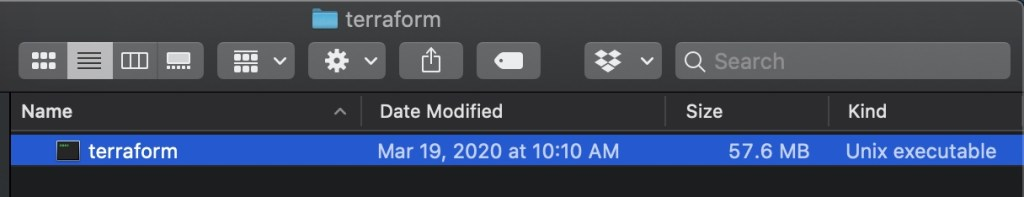 terraform
Search
Name Date Modified Size Kind
terraform Mar 19, 2020 at 10:10 AM 57.6 MB Unix executable